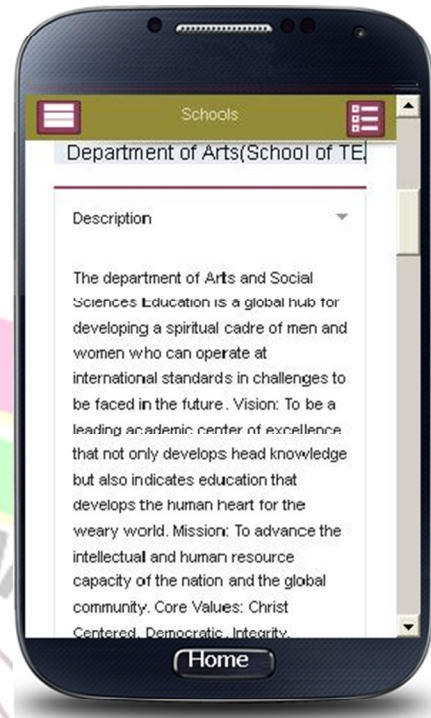 Schools
Department of Arts(School of TE
Description
The department of Arts and Social
Sciences Education is a global hub for
developing a spiritual cadre of men and
women who can operate at
international standards in challenges to
be faced in the future. Vision: To be a
leading academic center of excellence
that not only develops head knowledge
but also indicates education that
develops the human heart for the
weary world. Mission: To advance the
intellectual and human resource
capacity of the nation and the global
community. Core Values: Christ
Centered, Democratic, Integrity,
Home